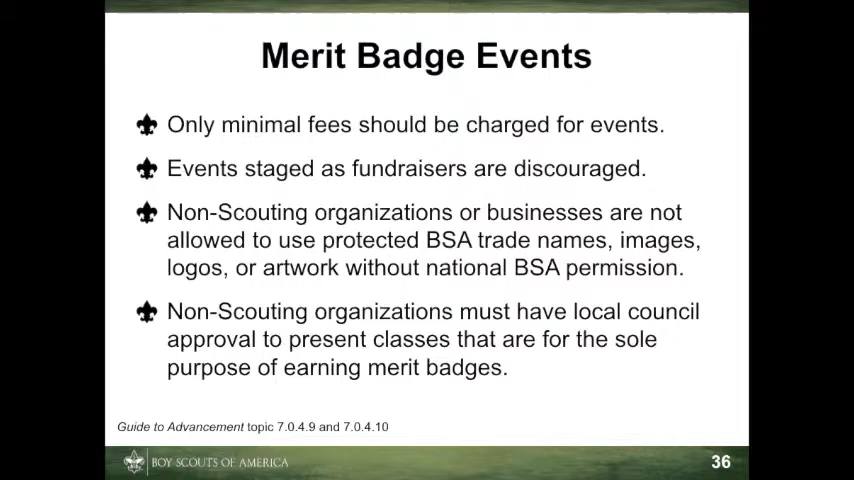 Merit Badge Events
Only minimal fees should be charged for events.
Events staged as fundraisers are discouraged.
Non-Scouting organizations or businesses are not
allowed to use protected BSA trade names, images,
logos, or artwork without national BSA permission.
Non-Scouting organizations must have local council
approval to present classes that are for the sole
purpose of earning merit badges.
Guide to Advancement topic 7.0.4.9 and 7.0.4.10
BOY SCOUTS OF AMERICA
36